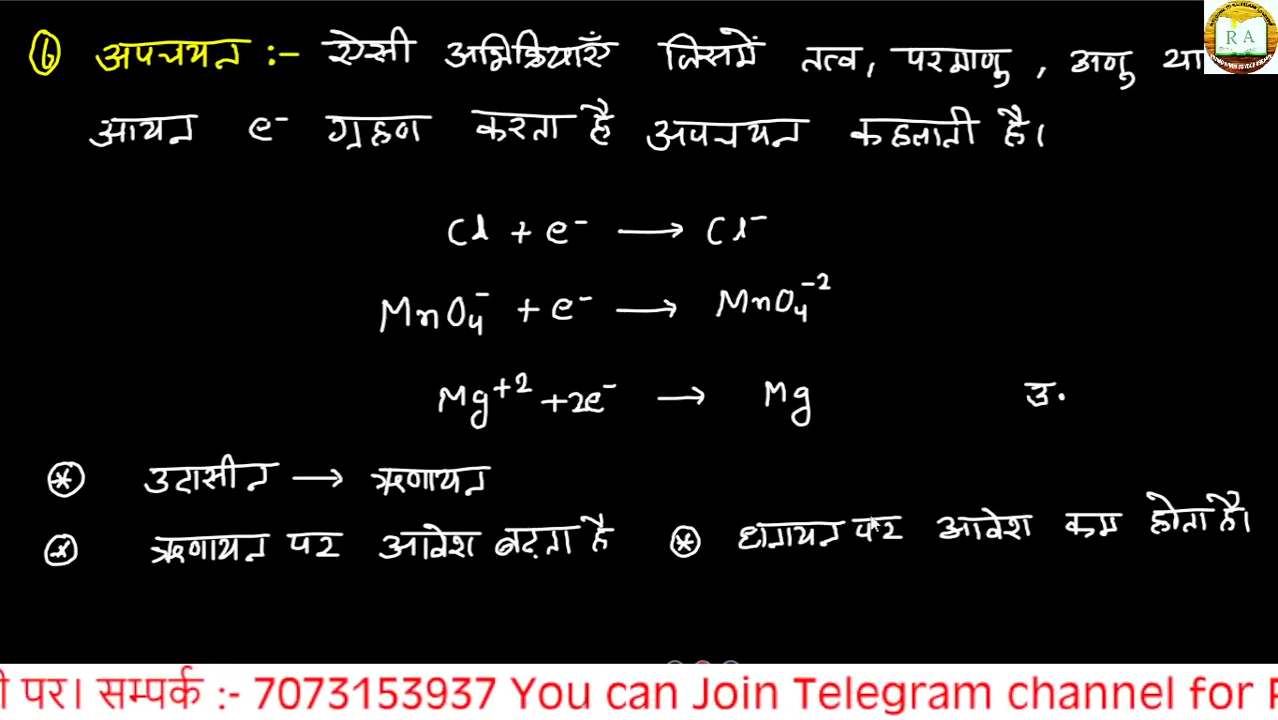 R A
(b) अपचयन :- ऐसी अभिक्रियाएँ जिसमें तत्व, परमाणु, अणु या
आयन e⁻ ग्रहण करता है अपचयन कहलाती है।
Cl + e⁻ ⟶ Cl⁻
MnO₄⁻ + e⁻ ⟶ MnO₄⁻²
Mg⁺² + 2e⁻ ⟶ Mg उ.
* उदासीन ⟶ ऋणायन
* ऋणायन पर आवेश बढ़ता है * धनायन पर आवेश कम होता है।
ी पर। सम्पर्क :- 7073153937 You can Join Telegram channel for